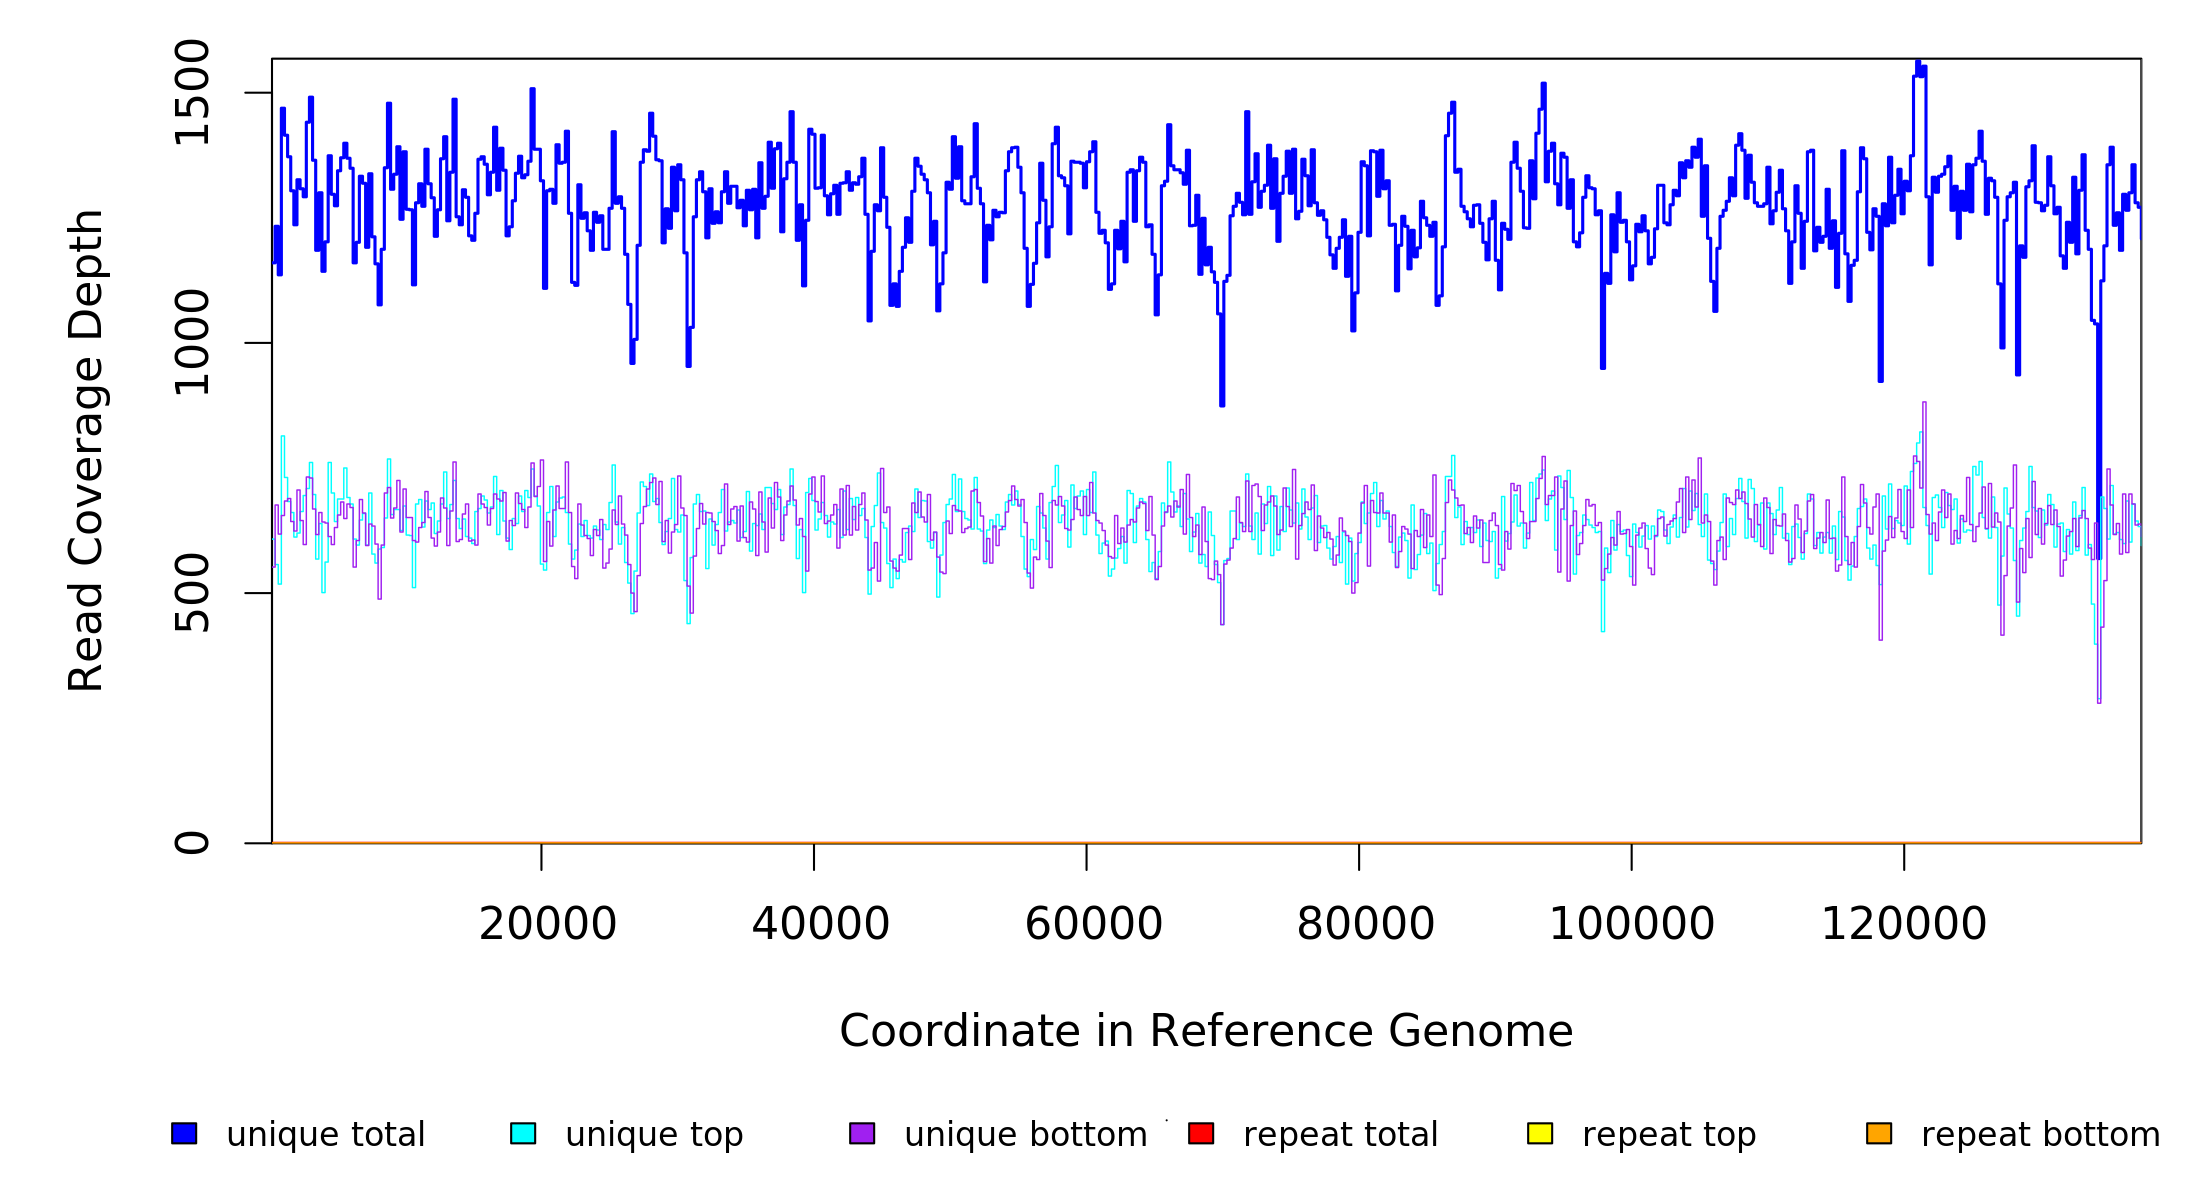 Read Coverage Depth
1500
1000
500
0
20000 40000 60000 80000 100000 120000
Coordinate in Reference Genome
unique total unique top unique bottom repeat total repeat top repeat bottom